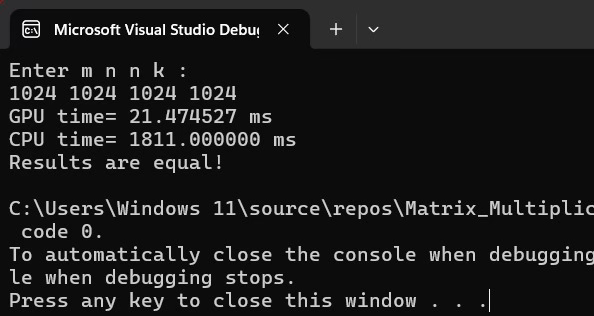 Microsoft Visual Studio Debug
Enter m n n k :
1024 1024 1024 1024
GPU time= 21.474527 ms
CPU time= 1811.000000 ms
Results are equal!
C:\Users\Windows 11\source\repos\Matrix_Multiplic
code 0.
To automatically close the console when debugging
le when debugging stops.
Press any key to close this window . . .